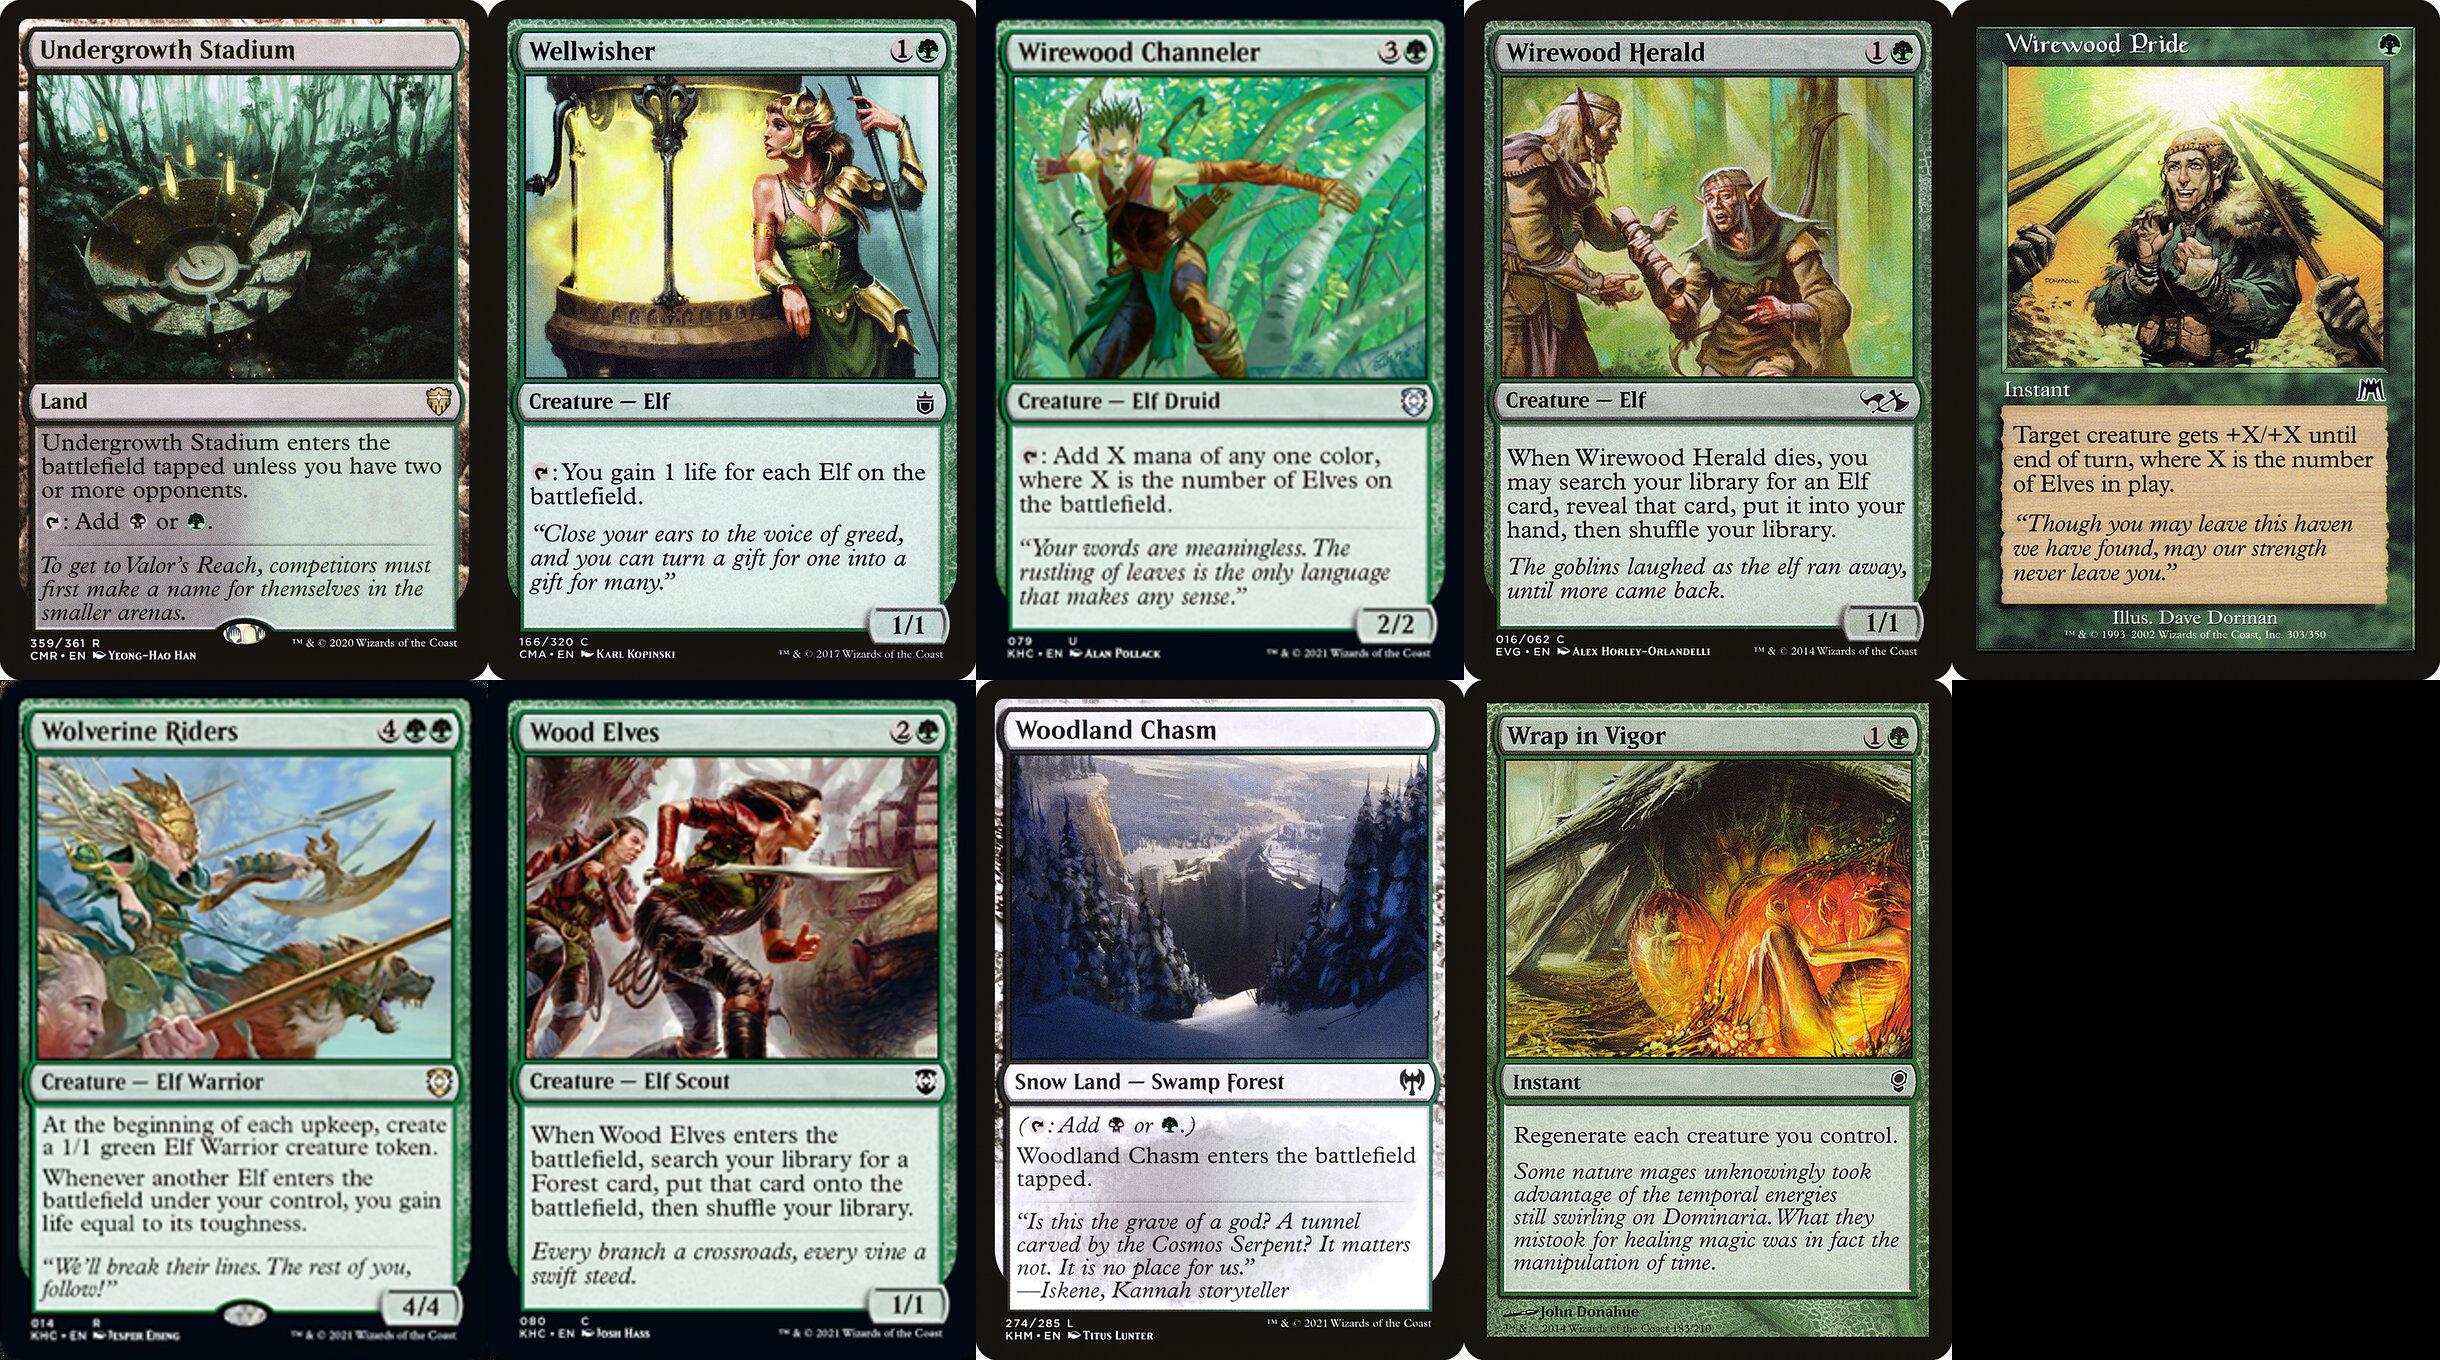 Undergrowth Stadium
Land
Undergrowth Stadium enters the
battlefield tapped unless you have two
or more opponents.
: Add or .
To get to Valor's Reach, competitors must
first make a name for themselves in the
smaller arenas.
359/361 R
CMR • EN Yeong-Hao Han
™ & © 2020 Wizards of the Coast
Wellwisher 1
Creature — Elf
: You gain 1 life for each Elf on the
battlefield.
“Close your ears to the voice of greed,
and you can turn a gift for one into a
gift for many.”
1/1
166/320 C
CMA • EN Karl Kopinski
™ & © 2017 Wizards of the Coast
Wirewood Channeler 3
Creature — Elf Druid
: Add X mana of any one color,
where X is the number of Elves on
the battlefield.
“Your words are meaningless. The
rustling of leaves is the only language
that makes any sense.”
2/2
079 U
KHC • EN Alan Pollack
™ & © 2021 Wizards of the Coast
Wirewood Herald 1
Creature — Elf
When Wirewood Herald dies, you
may search your library for an Elf
card, reveal that card, put it into your
hand, then shuffle your library.
The goblins laughed as the elf ran away,
until more came back.
1/1
016/062 C
EVG • EN Alex Horley-Orlandelli
™ & © 2014 Wizards of the Coast
Wirewood Pride
Instant
Target creature gets +X/+X until
end of turn, where X is the number
of Elves in play.
“Though you may leave this haven
we have found, may our strength
never leave you.”
Illus. Dave Dorman
™ & © 1993–2002 Wizards of the Coast, Inc. 303/350
Wolverine Riders 4
Creature — Elf Warrior
At the beginning of each upkeep, create
a 1/1 green Elf Warrior creature token.
Whenever another Elf enters the
battlefield under your control, you gain
life equal to its toughness.
“We'll break their lines. The rest of you,
follow!”
4/4
014 R
KHC • EN Jesper Ejsing
™ & © 2021 Wizards of the Coast
Wood Elves 2
Creature — Elf Scout
When Wood Elves enters the
battlefield, search your library for a
Forest card, put that card onto the
battlefield, then shuffle your library.
Every branch a crossroads, every vine a
swift steed.
1/1
080 C
KHC • EN Josh Hass
™ & © 2021 Wizards of the Coast
Woodland Chasm
Snow Land — Swamp Forest
(: Add or .)
Woodland Chasm enters the battlefield
tapped.
“Is this the grave of a god? A tunnel
carved by the Cosmos Serpent? It matters
not. It is no place for us.”
—Iskene, Kannah storyteller
274/285 L
KHM • EN Titus Lunter
™ & © 2021 Wizards of the Coast
Wrap in Vigor 1
Instant
Regenerate each creature you control.
Some nature mages unknowingly took
advantage of the temporal energies
still swirling on Dominaria. What they
mistook for healing magic was in fact the
manipulation of time.
John Donahue
™ & © 2014 Wizards of the Coast 183/210